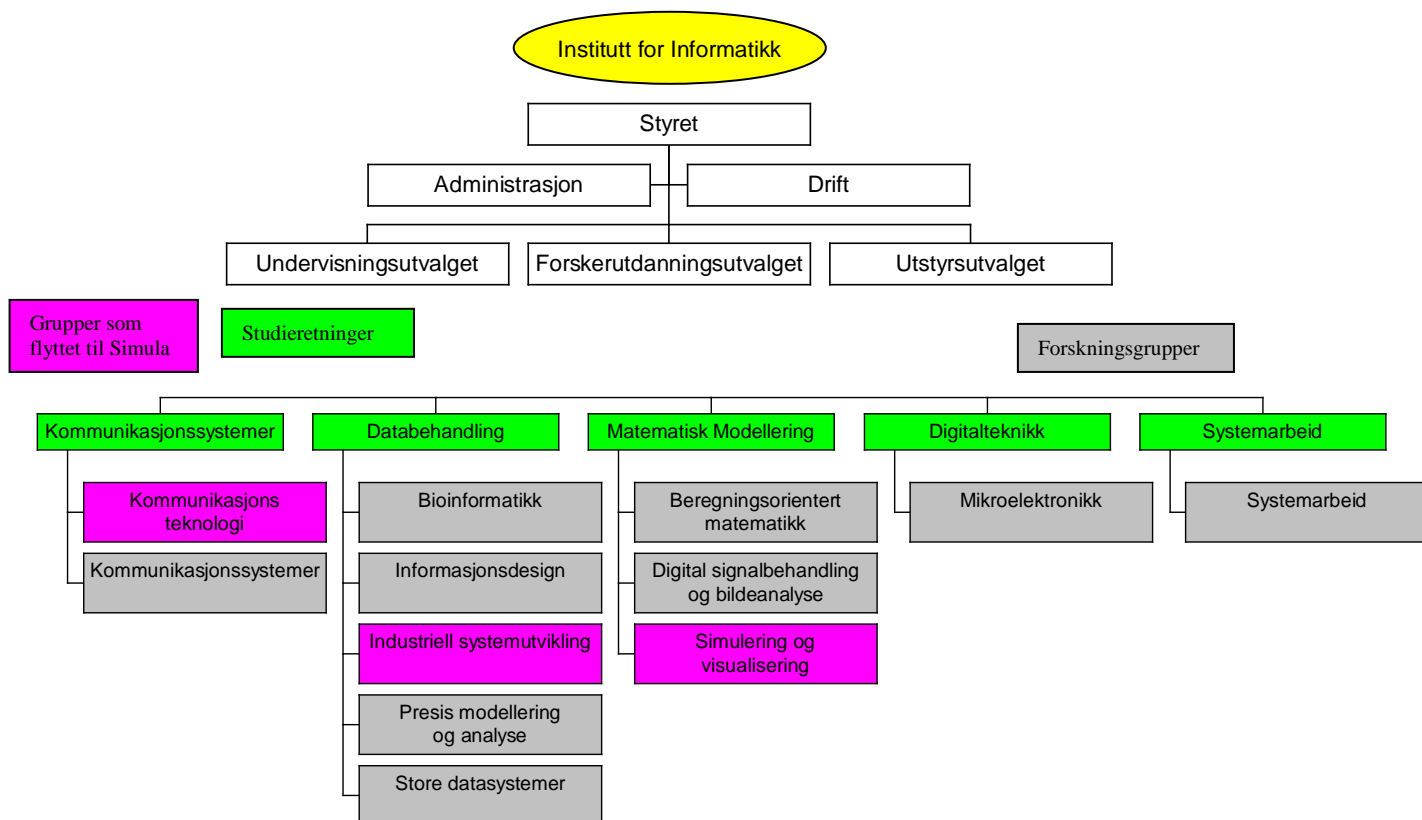 Institutt for Informatikk
Styret
Administrasjon
Drift
Undervisningsutvalget
Forskerutdanningsutvalget
Utstyrsutvalget
Grupper som
flyttet til Simula
Studieretninger
Forskningsgrupper
Kommunikasjonssystemer
Databehandling
Matematisk Modellering
Digitalteknikk
Systemarbeid
Kommunikasjons
teknologi
Kommunikasjonssystemer
Bioinformatikk
Informasjonsdesign
Industriell systemutvikling
Presis modellering
og analyse
Store datasystemer
Beregningsorientert
matematikk
Digital signalbehandling
og bildeanalyse
Simulering og
visualisering
Mikroelektronikk
Systemarbeid